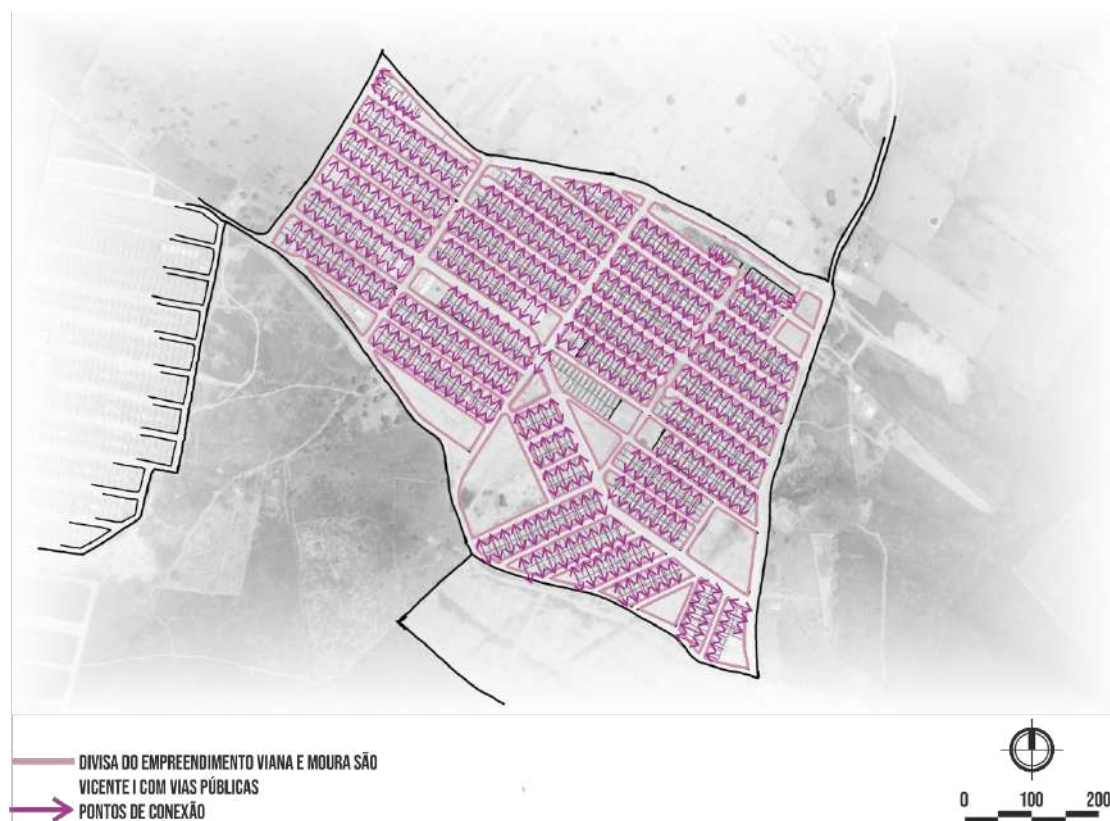 DIVISA DO EMPREENDIMENTO VIANA E MOURA SÃO
VICENTE I COM VIAS PÚBLICAS
PONTOS DE CONEXÃO
0 100 200